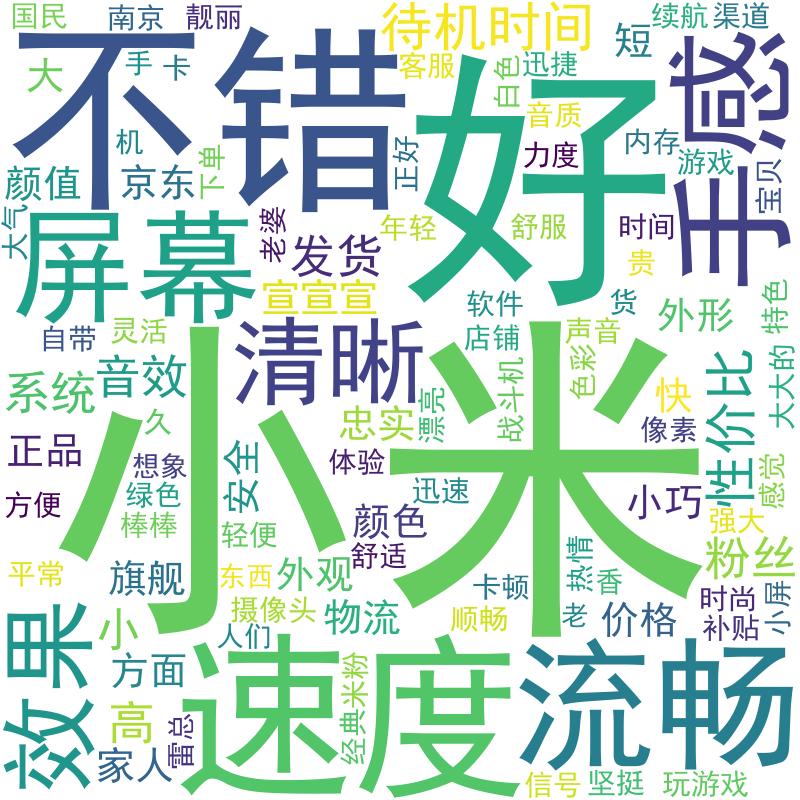 国民
南京
靓丽
待机时间
续航
渠道
不错
好
手感
大
手
卡
客服
迅捷
白色
短
音质
机
颜值
京东
下单
正好
力度
内存
游戏
宝贝
大气
屏幕
老婆
发货
年轻
舒服
时间
贵
宣宣宣
软件
货
外形
特色
自带
灵活
清晰
店铺
声音
系统
音效
小米
战斗机
色彩
快
性价比
大大的
久
忠实
漂亮
像素
正品
想象
安全
体验
感觉
方便
绿色
迅速
小巧
棒棒
轻便
颜色
强大
舒适
热情
粉丝
平常
旗舰
东西
外观
卡顿
香
时尚
小屏
效果
小
摄像头
物流
顺畅
老
价格
补贴
人们
方面
速度
流畅
高
雷总
经典
米粉
家人
信号
坚挺
玩游戏